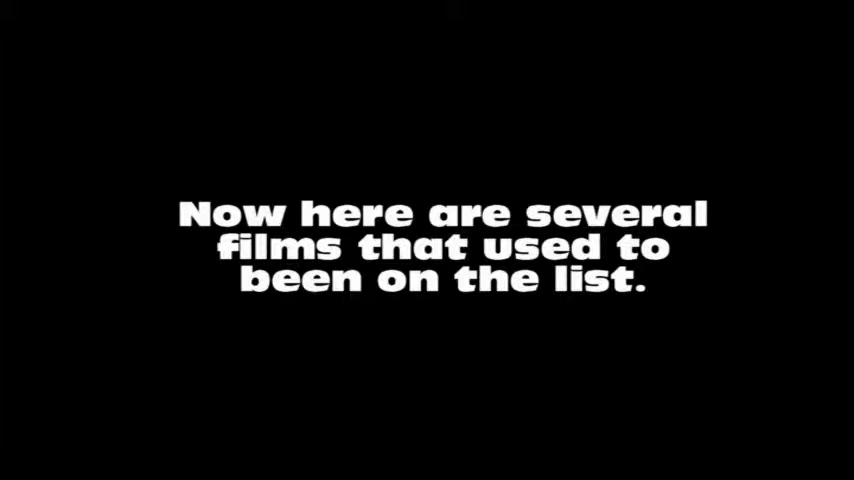 Now here are several
films that used to
been on the list.